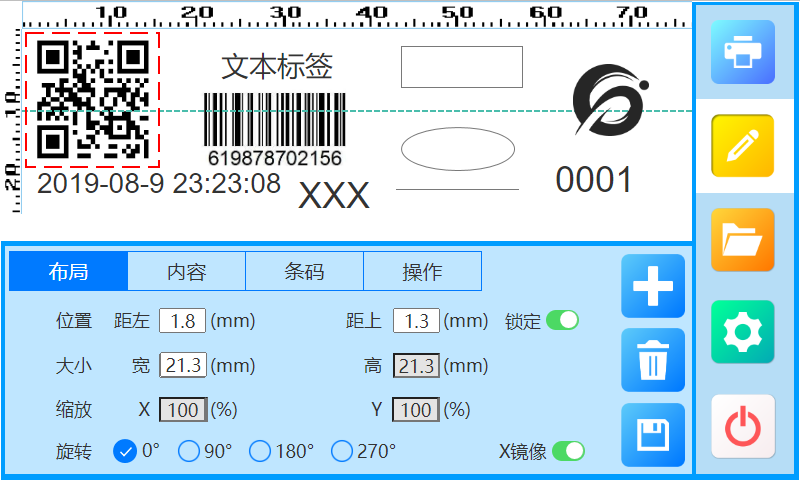 1.0 2.0 3.0 4.0 5.0 6.0 7.0
1.0
2.0
文本标签
619878702156
2019-08-9 23:23:08
XXX
0001
布局 内容 条码 操作
位置 距左 1.8 (mm) 距上 1.3 (mm) 锁定
大小 宽 21.3 (mm) 高 21.3 (mm)
缩放 X 100 (%) Y 100 (%)
旋转 0° 90° 180° 270° X镜像